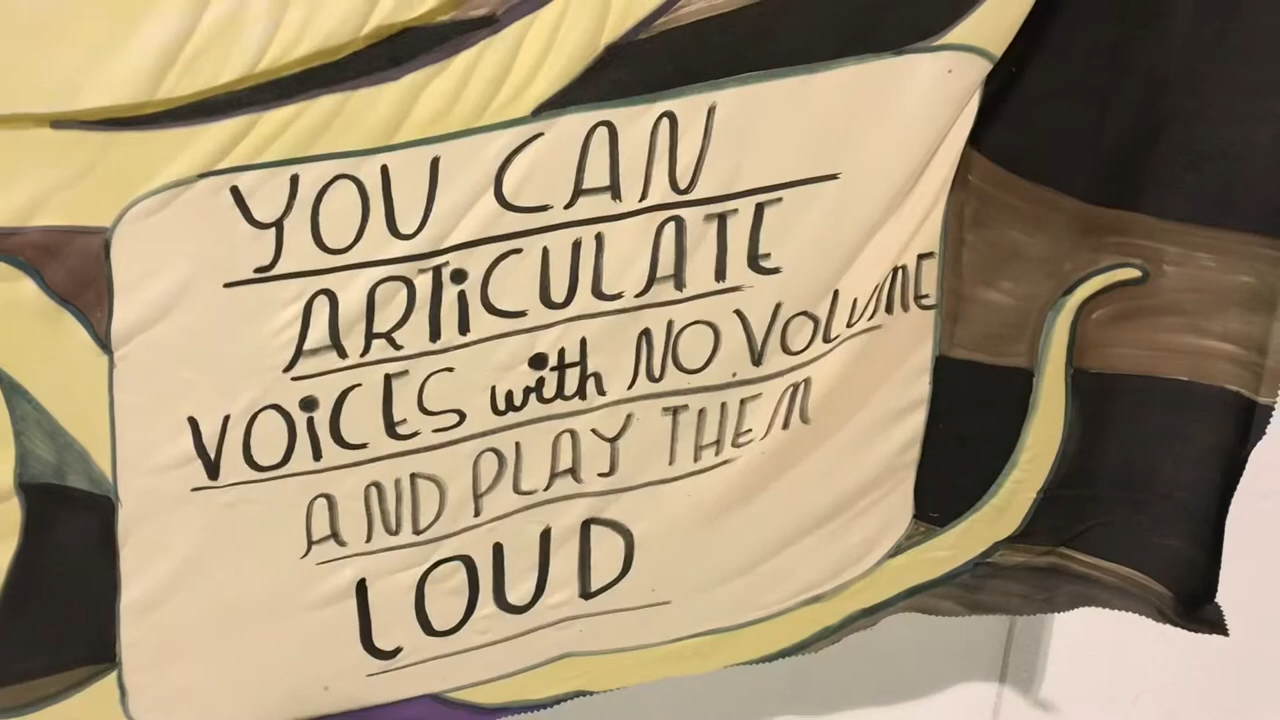 YOU CAN
ARTiCULATE
VOiCES with NO VOLUME
AND PLAY THEM
LOUD